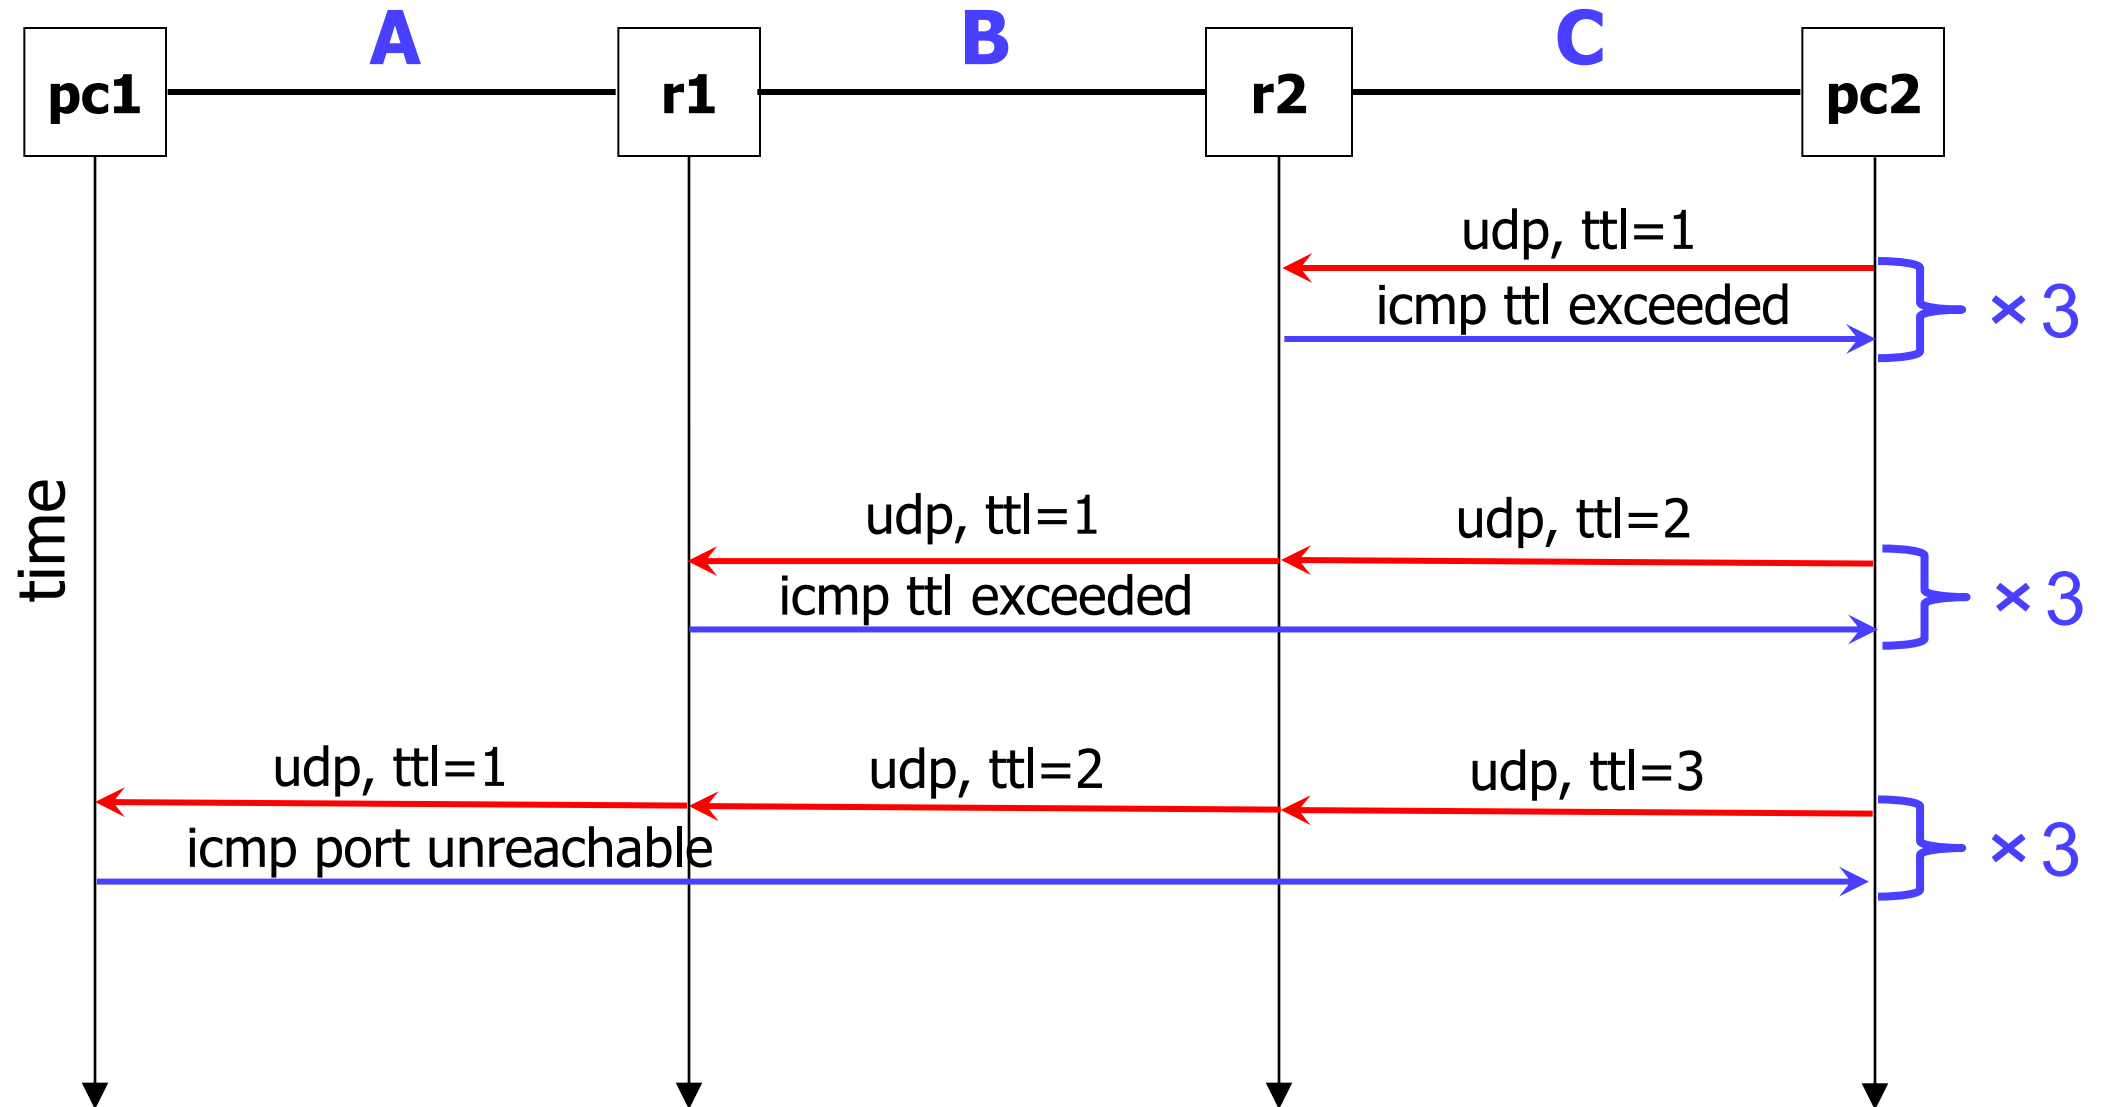 A
B
C
pc1
r1
r2
pc2
udp, ttl=1
icmp ttl exceeded
× 3
time
udp, ttl=1
udp, ttl=2
icmp ttl exceeded
× 3
udp, ttl=1
udp, ttl=2
udp, ttl=3
icmp port unreachable
× 3